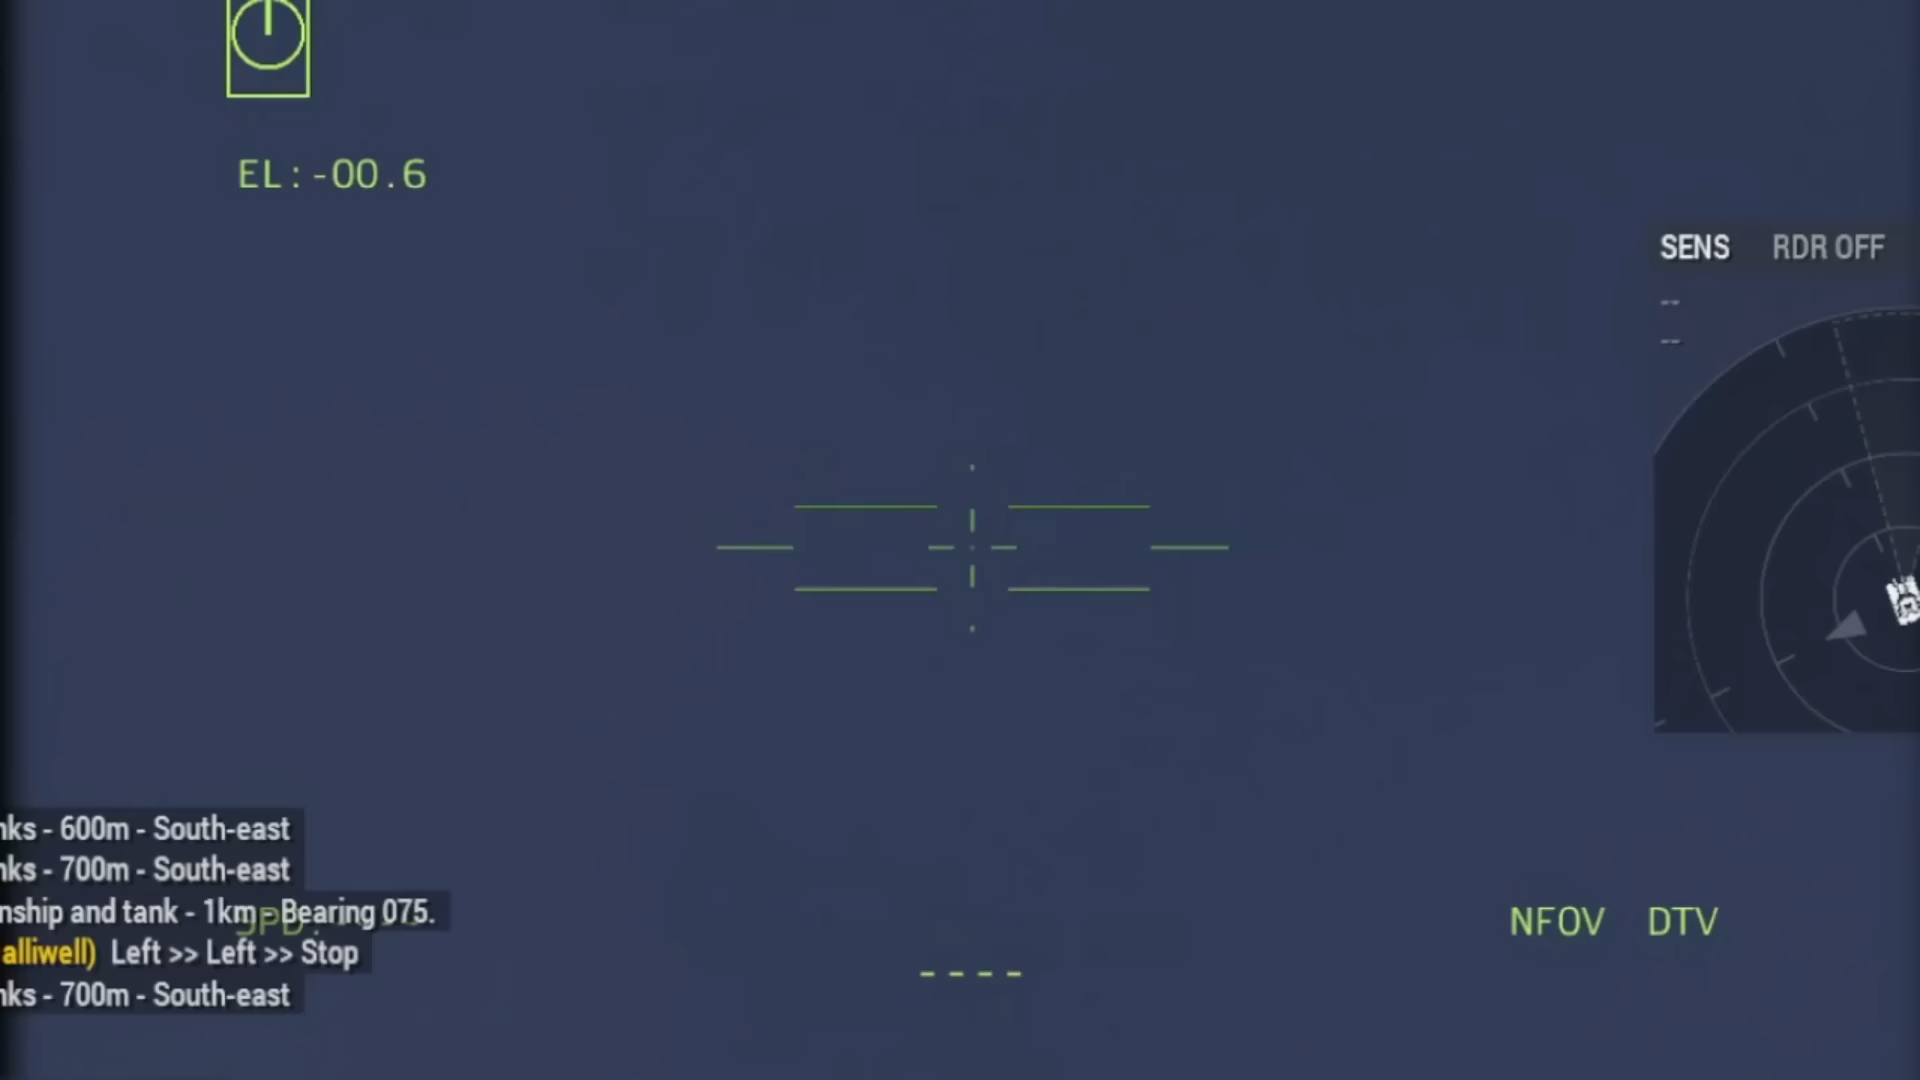 EL:-00.6
SENS RDR OFF
--
--
nks - 600m - South-east
nks - 700m - South-east
nship and tank - 1km - Bearing 075.
SPD:
alliwell) Left >> Left >> Stop
nks - 700m - South-east
NFOV DTV
----